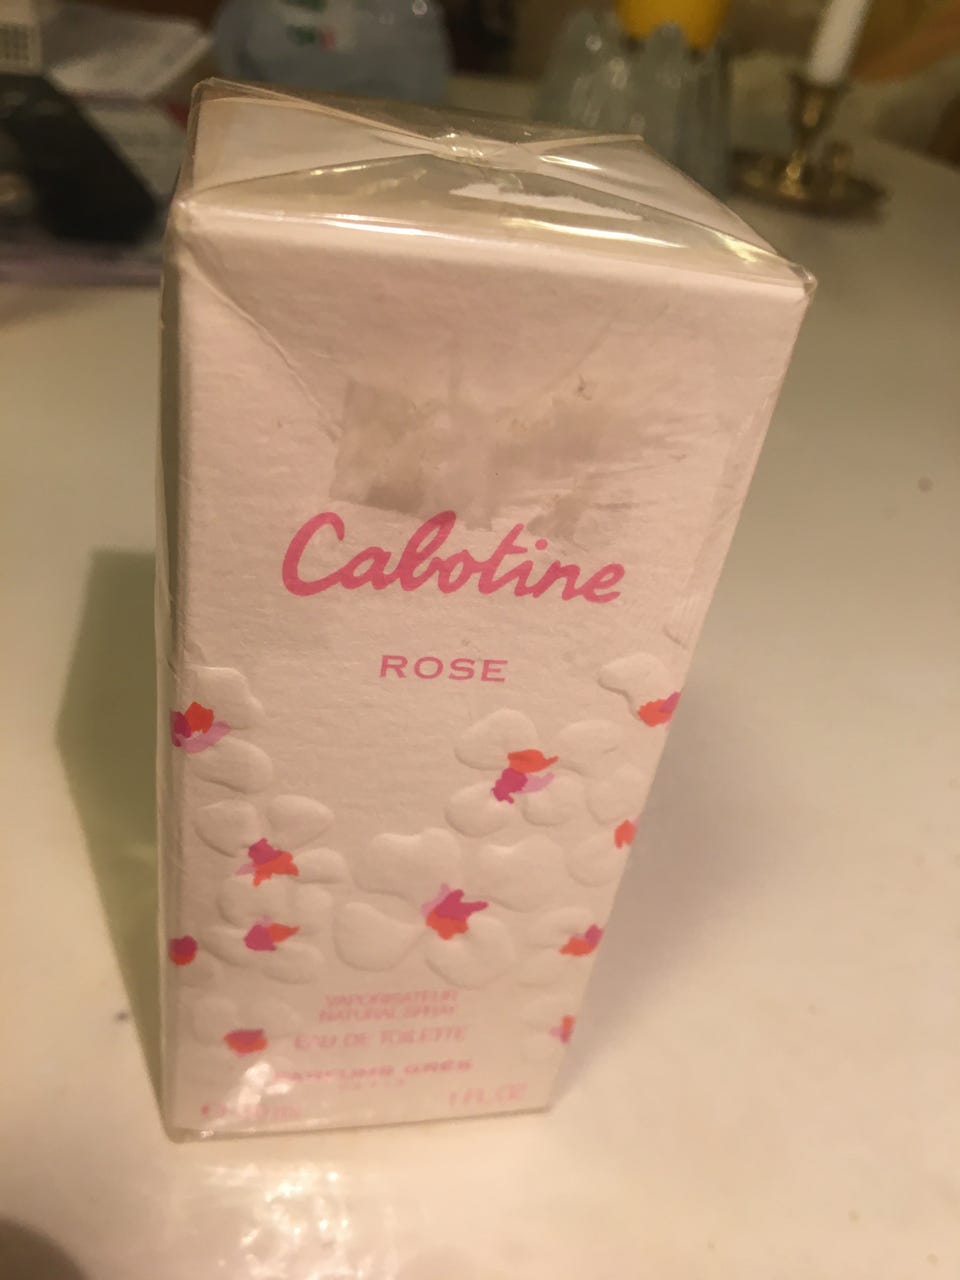 Cabotine
ROSE
VAPORISATEUR
NATURAL SPRAY
EAU DE TOILETTE
PARFUMS GRÈS
1 FL.OZ